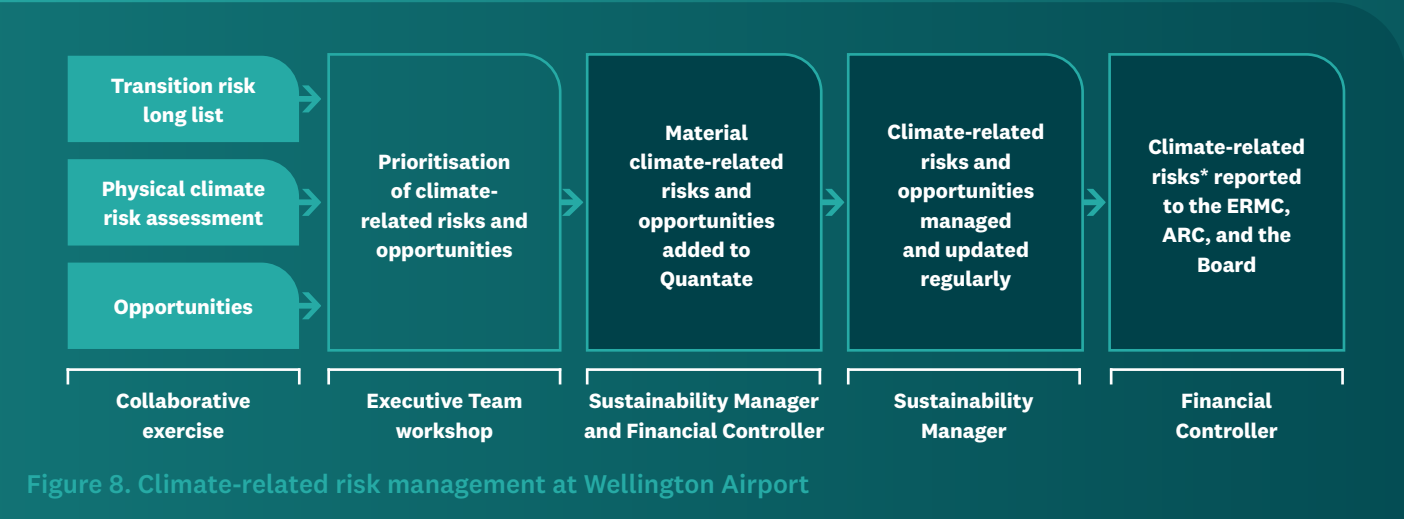 Transition risk
long list
Physical climate
risk assessment
Opportunities
Collaborative
exercise
Prioritisation
of climate-
related risks and
opportunities
Executive Team
workshop
Material
climate-related
risks and
opportunities
added to
Quantate
Sustainability Manager
and Financial Controller
Climate-related
risks and
opportunities
managed
and updated
regularly
Sustainability
Manager
Climate-related
risks* reported
to the ERMC,
ARC, and the
Board
Financial
Controller
Figure 8. Climate-related risk management at Wellington Airport